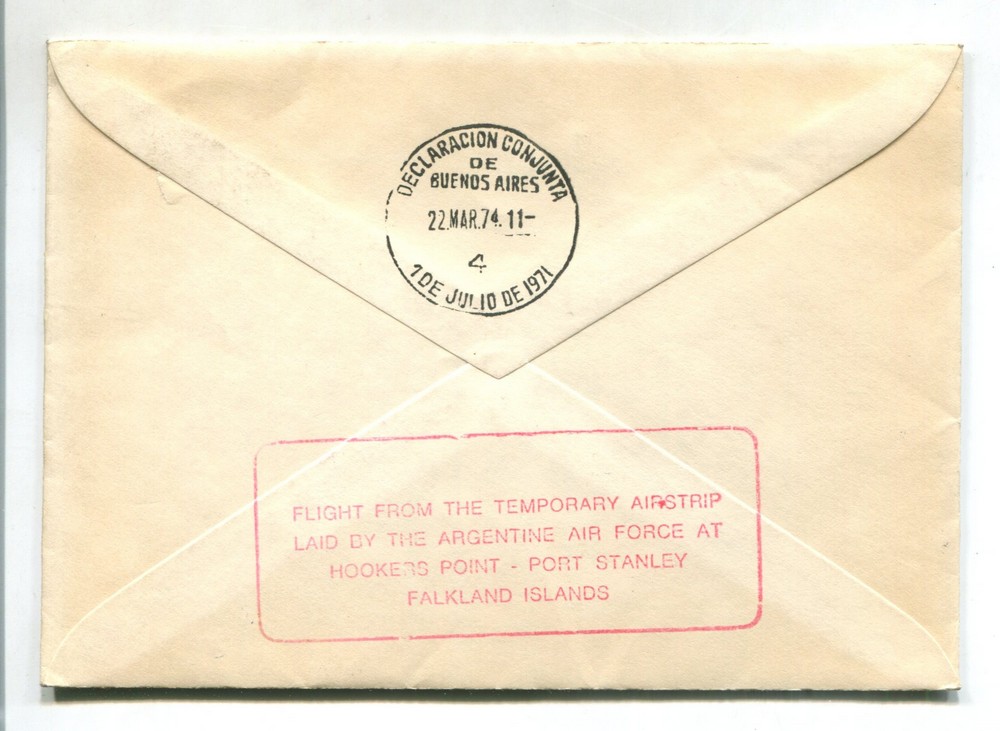 DECLARACION CONJUNTA
DE
BUENOS AIRES
22.MAR.74.11-
4
1 DE JULIO DE 1971
FLIGHT FROM THE TEMPORARY AIRSTRIP
LAID BY THE ARGENTINE AIR FORCE AT
HOOKERS POINT - PORT STANLEY
FALKLAND ISLANDS